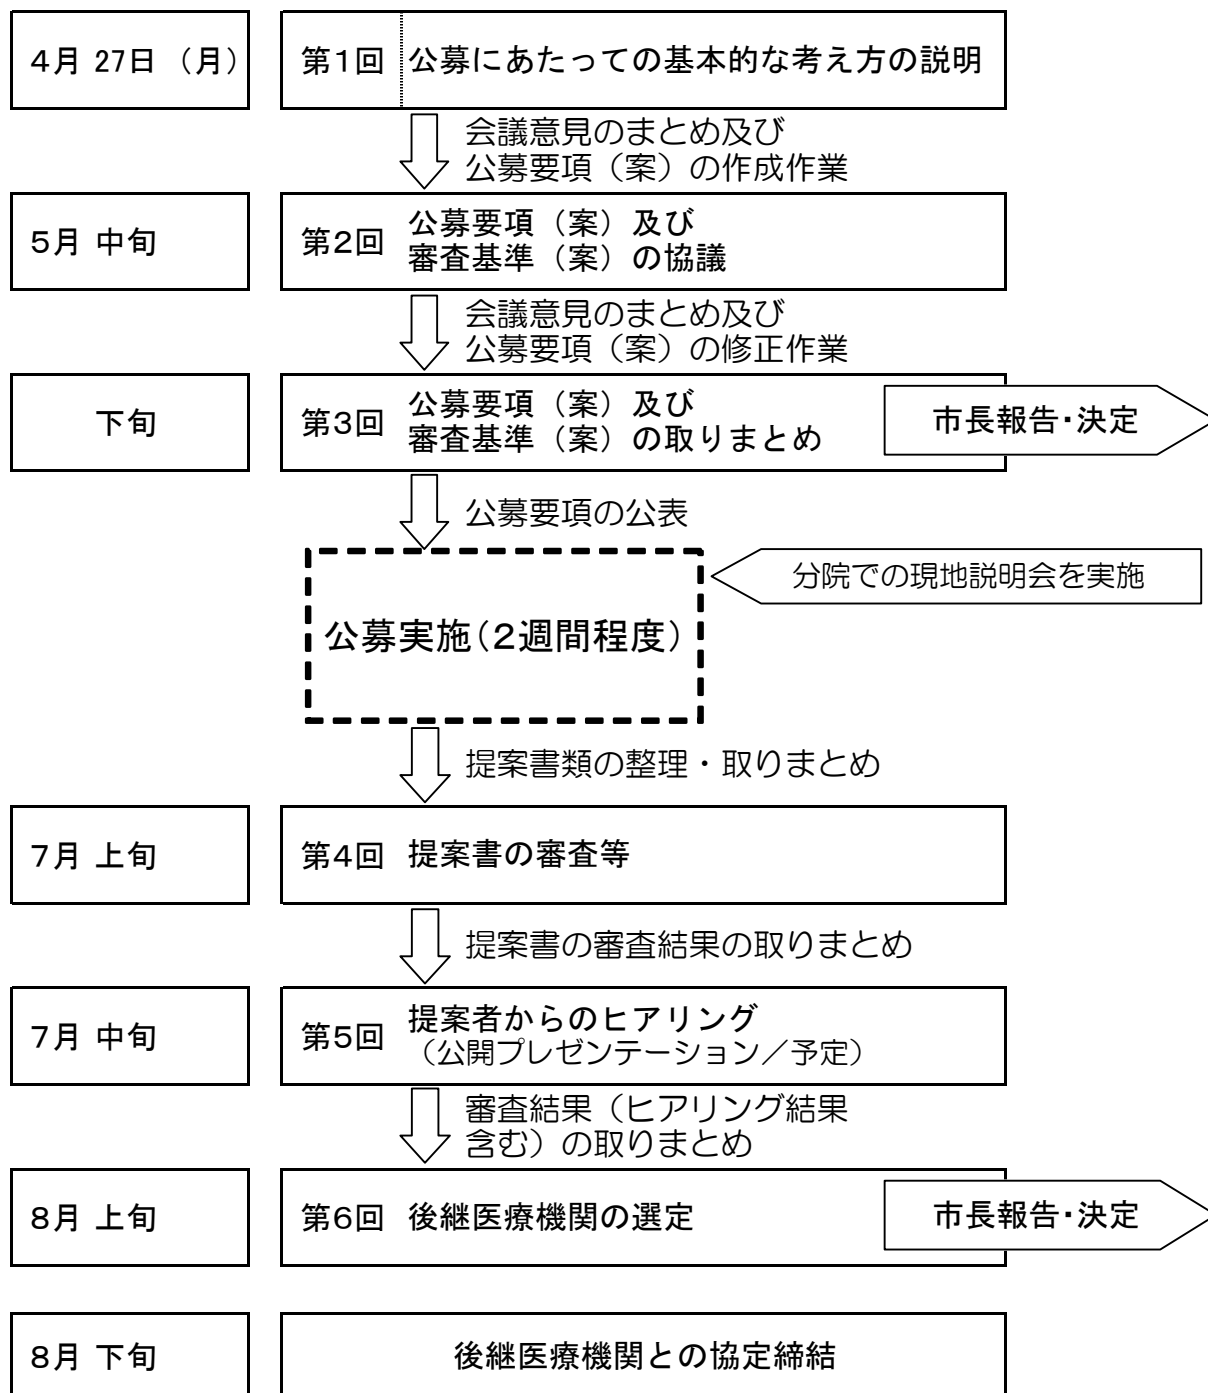 4月 27日 （月）
第1回 公募にあたっての基本的な考え方の説明
会議意見のまとめ及び
公募要項（案）の作成作業
5月 中旬
第2回
公募要項（案）及び
審査基準（案）の協議
会議意見のまとめ及び
公募要項（案）の修正作業
下旬
第3回
公募要項（案）及び
審査基準（案）の取りまとめ
市長報告・決定
公募要項の公表
分院での現地説明会を実施
公募実施（2週間程度）
提案書類の整理・取りまとめ
7月 上旬
第4回 提案書の審査等
提案書の審査結果の取りまとめ
7月 中旬
第5回
提案者からのヒアリング
（公開プレゼンテーション／予定）
審査結果（ヒアリング結果
含む）の取りまとめ
8月 上旬
第6回 後継医療機関の選定
市長報告・決定
8月 下旬
後継医療機関との協定締結